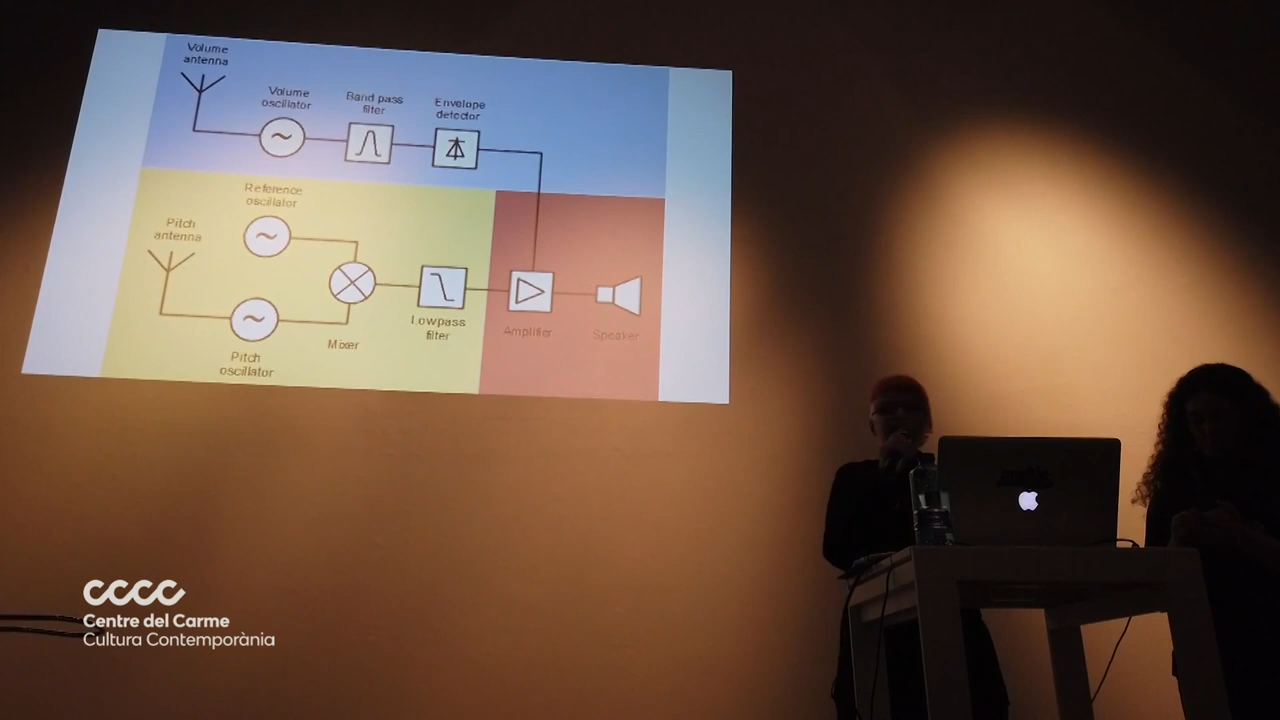 Volume
antenna
Volume
oscillator
Band pass
filter
Envelope
detector
Reference
oscillator
Pitch
antenna
Lowpass
filter
Amplifier
Speaker
Mixer
Pitch
oscillator
cccc
Centre del Carme
Cultura Contemporània